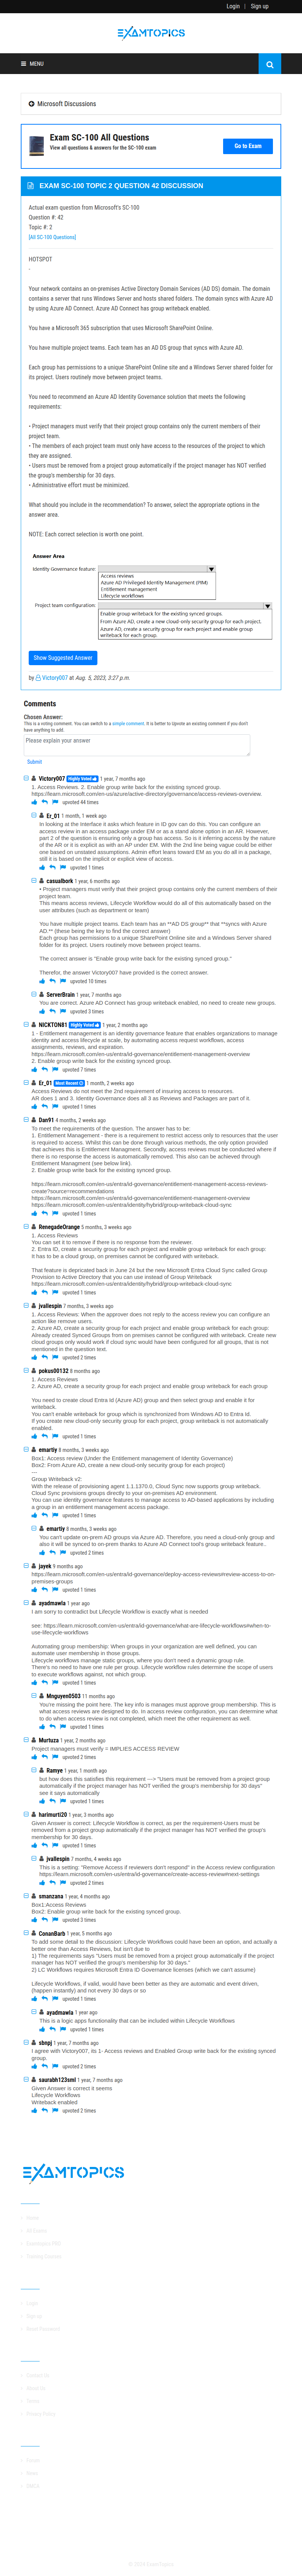 Login | Sign up
EXAMTOPICS
MENU
Microsoft Discussions
Exam SC-100 All Questions
View all questions & answers for the SC-100 exam
Go to Exam
EXAM SC-100 TOPIC 2 QUESTION 42 DISCUSSION
Actual exam question from Microsoft's SC-100
Question #: 42
Topic #: 2
[All SC-100 Questions]
HOTSPOT
-
Your network contains an on-premises Active Directory Domain Services (AD DS) domain. The domain
contains a server that runs Windows Server and hosts shared folders. The domain syncs with Azure AD
by using Azure AD Connect. Azure AD Connect has group writeback enabled.
You have a Microsoft 365 subscription that uses Microsoft SharePoint Online.
You have multiple project teams. Each team has an AD DS group that syncs with Azure AD.
Each group has permissions to a unique SharePoint Online site and a Windows Server shared folder for
its project. Users routinely move between project teams.
You need to recommend an Azure AD Identity Governance solution that meets the following
requirements:
• Project managers must verify that their project group contains only the current members of their
project team.
• The members of each project team must only have access to the resources of the project to which
they are assigned.
• Users must be removed from a project group automatically if the project manager has NOT verified
the group's membership for 30 days.
• Administrative effort must be minimized.
What should you include in the recommendation? To answer, select the appropriate options in the
answer area.
NOTE: Each correct selection is worth one point.
Answer Area
Identity Governance feature:
Access reviews
Azure AD Privileged Identity Management (PIM)
Entitlement management
Lifecycle workflows
Project team configuration:
Enable group writeback for the existing synced groups.
From Azure AD, create a new cloud-only security group for each project.
Azure AD, create a new cloud-only security group and enable group
writeback for each group.
Show Suggested Answer
by Victory007 at Aug. 5, 2023, 3:27 p.m.
Comments
Chosen Answer:
This is a voting comment. You can switch to a simple comment. It is better to Upvote an existing comment if you don't
have anything to add.
Please explain your answer
Submit
Victory007 Highly Voted 1 year, 7 months ago
1. Access Reviews. 2. Enable group write back for the existing synced group.
https://learn.microsoft.com/en-us/azure/active-directory/governance/access-reviews-overview.
upvoted 44 times
Er_01 1 month, 1 week ago
In looking at the Interface it asks which feature in ID gov can do this. You can configure an
access review in an access package under EM or as a stand alone option in an AR. However,
part 2 of the question is ensuring only a group has access. So it is really terrible as to the nature
the AR or it is explicit as with an AP under EM. With the 2nd line being vague could be either
one based on unstated assumptions. Admin effort implies EM as all day in a package,
still it is based on the implicit or explicit view of access.
upvoted 1 times
casualbork 1 year, 6 months ago
• Project managers must verify that their project group contains only the current members of their
project team.
This means access reviews, Lifecycle Workflow would do all of this automatically based on
attributes (such as department or team)
You have multiple project teams. Each team has an **AD DS group** that **syncs with Azure
AD.** (these being the key to find the correct answer)
Each group has permissions to a unique SharePoint Online site and a Windows Server shared
folder for its project.
The correct answer is "Enable group write back for the existing synced group."
Therefor, the answer Victory007 have provided is the correct answer.
upvoted 10 times
ServerBrain 1 year, 7 months ago
You are correct. Azure AD Connect has group writeback enabled, no need to create new groups.
upvoted 3 times
NICKTON81 Highly Voted 1 year, 2 months ago
1 - Entitlement management is an identity governance feature that enables organizations to manage
identity and access lifecycle at scale, by automating access request workflows, access
assignments, reviews, and expiration.
https://learn.microsoft.com/en-us/entra/id-governance/entitlement-management
2. Enable group write back for the existing synced group.
upvoted 7 times
Er_01 Most Recent 1 month, 2 weeks ago
Access Reviews do not meet the 2nd requirement of insuring access to resources.
AR does 1 and 3. Identity Governance does all 3 as Reviews and Packages are part of it.
upvoted 1 times
Dan91 4 months, 2 weeks ago
To meet the requirements of the question. The answer has to be:
1. Entitlement Management - there is a requirement to restrict access only to resources that must be
used by the team, whilst this can be done in various methods, the only option provided that
achieves this is Entitlement Managment. Secondly, access reviews must be conducted where if no
response is provided the access is automatically removed. This also can be acheived through
Entitlement Managment (see below link).
2. Enable group write back for the existing synced group.
https://learn.microsoft.com/en-us/entra/id-governance/entitlement-management-access-reviews-
create?source=recommendations
https://learn.microsoft.com/en-us/entra/id-governance/entitlement-management-overview
https://learn.microsoft.com/en-us/entra/identity/hybrid/group-writeback-cloud-sync
upvoted 1 times
RenegadeOrange 5 months, 3 weeks ago
1. Access Reviews
You can set it to remove if there is no response from the reviewer.
2. Entra ID, create a security group for each project and enable group writeback for each group
It has to be a cloud group, on premises cannot be writebacked to.
That feature is depricated back in June 24 but the new Microsoft Entra Cloud Sync called Group
Provision to Active Directory that you can use instead of Group Writeback
https://learn.microsoft.com/en-us/entra/identity/hybrid/group-writeback-cloud-sync
upvoted 1 times
jvallespin 7 months, 3 weeks ago
1. Access Reviews: If the approver does not reply to the access review you can configure an
action like remove users.
2. Azure AD, create a security group for each project and enable group writeback for each group:
Already created Synced Groups from on premises cannot be writeback to AD. Create new
cloud groups only would work if cloud sync would have been configured for all groups, that is not
mentioned in the question text.
upvoted 2 times
pokus00132 8 months ago
1. Access Reviews
2. Azure AD, create a security group for each project and enable group writeback for each group
You need to create cloud Entra Id (Azure AD) group and then select group and enable it for
writeback.
You can't enable writeback for group which is synchronized from Windows AD to Entra Id.
If you create new cloud-only security group for each project, group writeback is not automatically
enabled.
upvoted 1 times
emartiy 8 months, 3 weeks ago
Box1: Access review (Under the Entitlement management of Identity Governance)
Box2: From Azure AD, create a new cloud-only security group for each project)
---
Group Writeback v2:
With the release of provisioning agent 1.1.1370.0, Cloud Sync now supports group writeback.
Cloud Sync provisions groups directly to your on-premises AD environment.
You can use identity governance features to manage access to AD-based applications by including
a group in an entitlement management access package.
upvoted 1 times
emartiy 8 months, 3 weeks ago
You can't update on-prem AD groups via Azure AD. Therefore, you need a cloud-only group and
also it will be synced to on-prem thanks to Azure AD Connect tool's group writeback feature..
upvoted 2 times
jayek 9 months ago
https://learn.microsoft.com/en-us/entra/id-governance/deploy-access-reviews#review-access-to-on-
premises-groups
upvoted 1 times
ayadmawla 1 year ago
I am sorry to contradict but Lifecycle Workflow is exactly what is needed
see: https://learn.microsoft.com/en-us/entra/id-governance/what-are-lifecycle-workflows#when-to-
use-lifecycle-workflows
Automating group membership: When groups in your organization are well defined, you can
automate user membership in those groups.
Lifecycle workflows manage static groups, where you don't need a dynamic group rule.
There's no need to have one rule per group. Lifecycle workflow rules determine the scope of users
to execute workflows against, not which group.
upvoted 1 times
Mnguyen0503 11 months ago
You're missing the point here. The key info is manages must appropriate group membership. This is
what access reviews are designed to do. In access review configuration, you can determined what
to do when access review is not completed, which meet the other requirement as well.
upvoted 1 times
Murtuza 1 year, 2 months ago
Project managers must verify = IMPLIES ACCESS REVIEW
upvoted 2 times
Ramye 1 year, 1 month ago
but how does this satisfies this requirement ---> "Users must be removed from a project group
automatically if the project manager has NOT verified the group's membership for 30 days"
see it says automatically
upvoted 1 times
harimurti20 1 year, 3 months ago
Given Answer is correct: Lifecycle Workflow is correct, as per the requirement-Users must be
removed from a project group automatically if the project manager has NOT verified the group's
membership for 30 days.
upvoted 1 times
jvallespin 7 months, 4 weeks ago
This is a setting: "Remove Access if reviewers don't respond" in the Access review configuration
https://learn.microsoft.com/en-us/entra/id-governance/create-access-review#next-settings
upvoted 2 times
smanzana 1 year, 4 months ago
Box1:Access Reviews
Box2: Enable group write back for the existing synced group.
upvoted 3 times
ConanBarb 1 year, 5 months ago
To add some detail to the discussion: Lifecycle Workflow (and not LCW) is only one option, and a
better one than Access Reviews, but isn't due to
1) The requirement says "Users must be removed from a project group automatically if the project
manager has NOT verified the group's membership for 30 days."
2) LC Workflows requires Microsoft Entra ID Governance licenses (which we can't assume)
Lifecycle Workflows, if valid, would have been better as they are automatic and event driven,
(happen instantly) and not every 30 days or so
upvoted 1 times
ayadmawla 1 year ago
This is a logic apps functionality that can be included within Lifecycle Workflows
upvoted 1 times
sbnpj 1 year, 7 months ago
I agree with Victory007, its 1- Access reviews and Enabled Group write back for the existing synced
group.
upvoted 2 times
saurabh123sml 1 year, 7 months ago
Given Answer is correct it seems
Lifecycle Workflows
Writeback enabled
upvoted 2 times
EXAMTOPICS